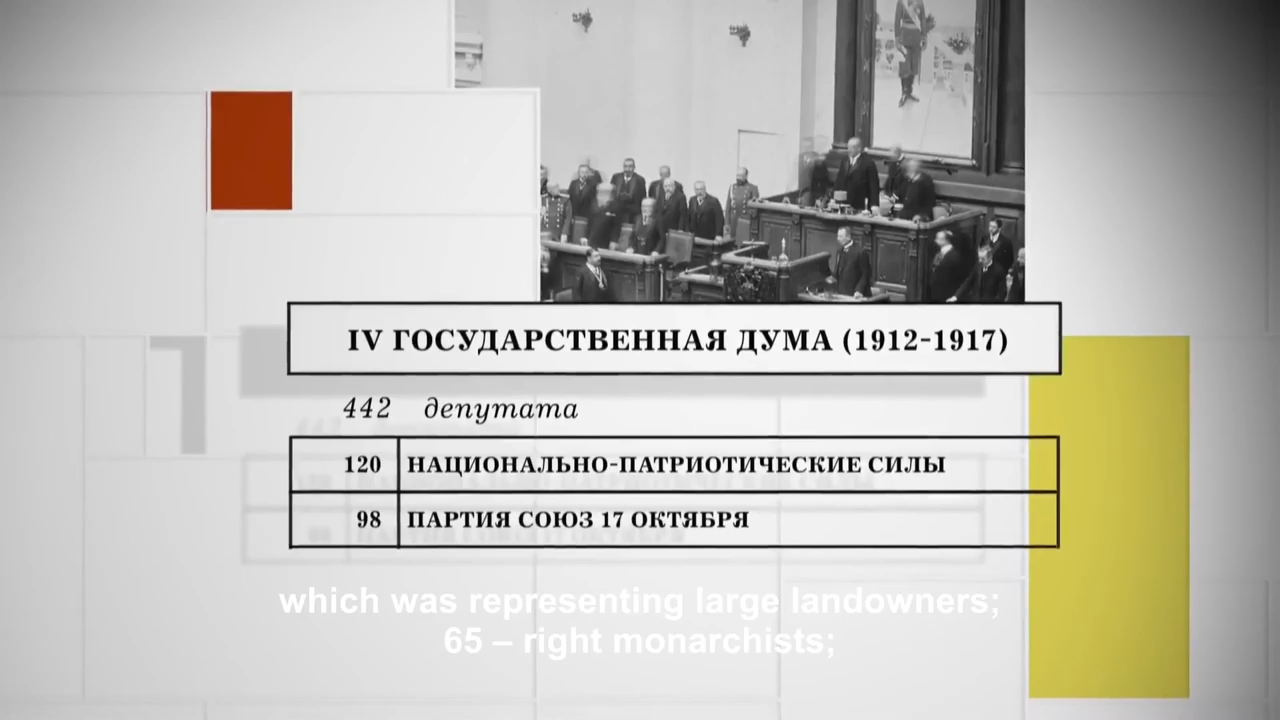 IV ГОСУДАРСТВЕННАЯ ДУМА (1912-1917)
442 депутата
120 НАЦИОНАЛЬНО-ПАТРИОТИЧЕСКИЕ СИЛЫ
98 ПАРТИЯ СОЮЗ 17 ОКТЯБРЯ
which was representing large landowners;
65 – right monarchists;